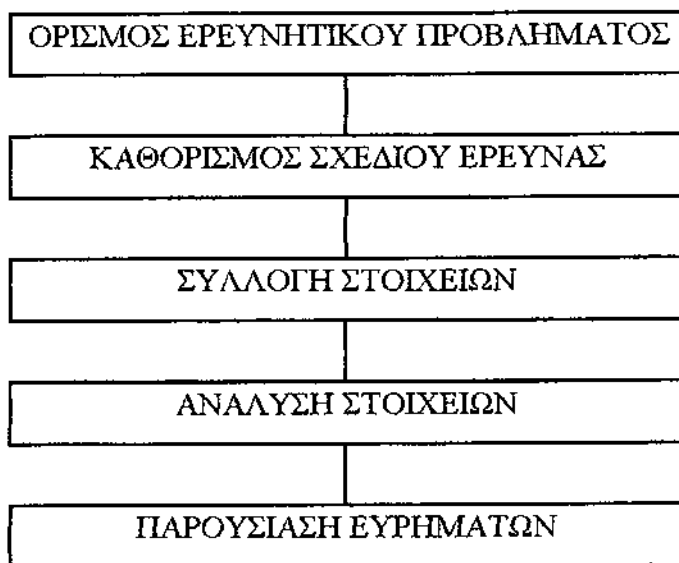 ΟΡΙΣΜΟΣ ΕΡΕΥΝΗΤΙΚΟΥ ΠΡΟΒΛΗΜΑΤΟΣ
ΚΑΘΟΡΙΣΜΟΣ ΣΧΕΔΙΟΥ ΕΡΕΥΝΑΣ
ΣΥΛΛΟΓΗ ΣΤΟΙΧΕΙΩΝ
ΑΝΑΛΥΣΗ ΣΤΟΙΧΕΙΩΝ
ΠΑΡΟΥΣΙΑΣΗ ΕΥΡΗΜΑΤΩΝ